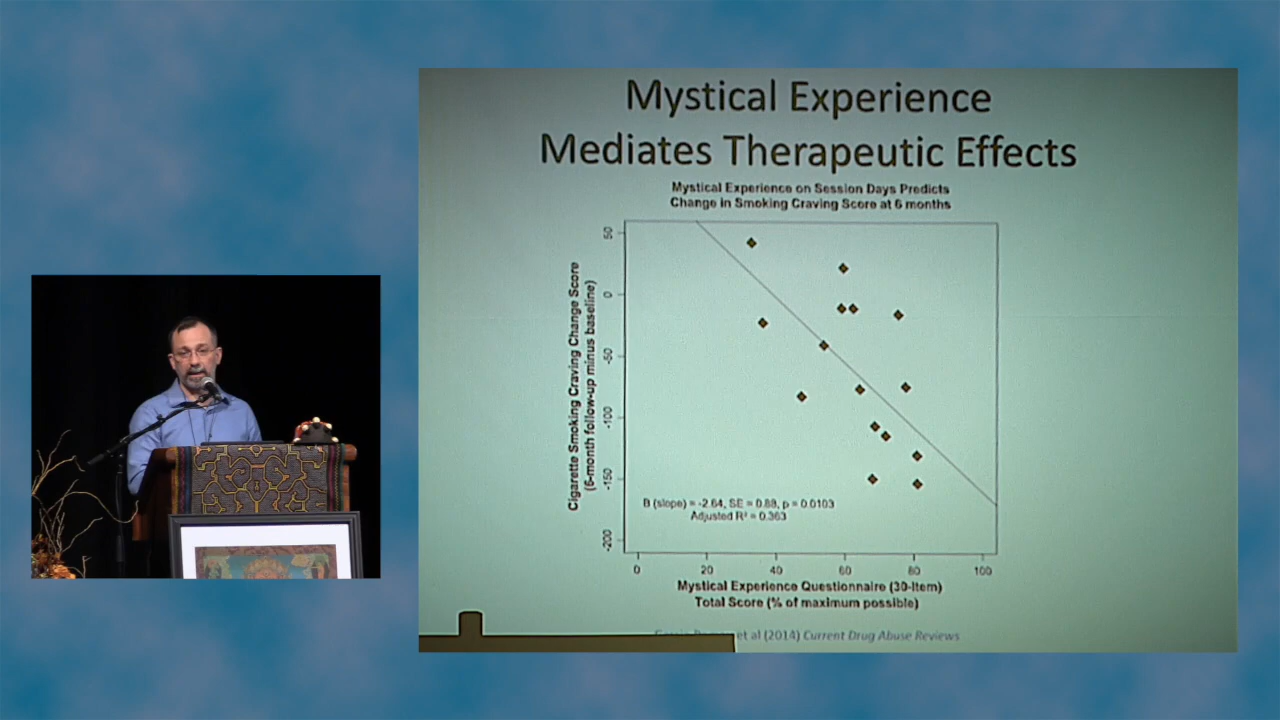 Mystical Experience
Mediates Therapeutic Effects
Mystical Experience on Session Days Predicts
Change in Smoking Craving Score at 6 months
Cigarette Smoking Craving Change Score
(6-month follow-up minus baseline)
50
0
-50
-100
-150
-200
B (slope) = -2.64, SE = 0.88, p = 0.0103
Adjusted R² = 0.363
0 20 40 60 80 100
Mystical Experience Questionnaire (30-Item)
Total Score (% of maximum possible)
et al (2014) Current Drug Abuse Reviews